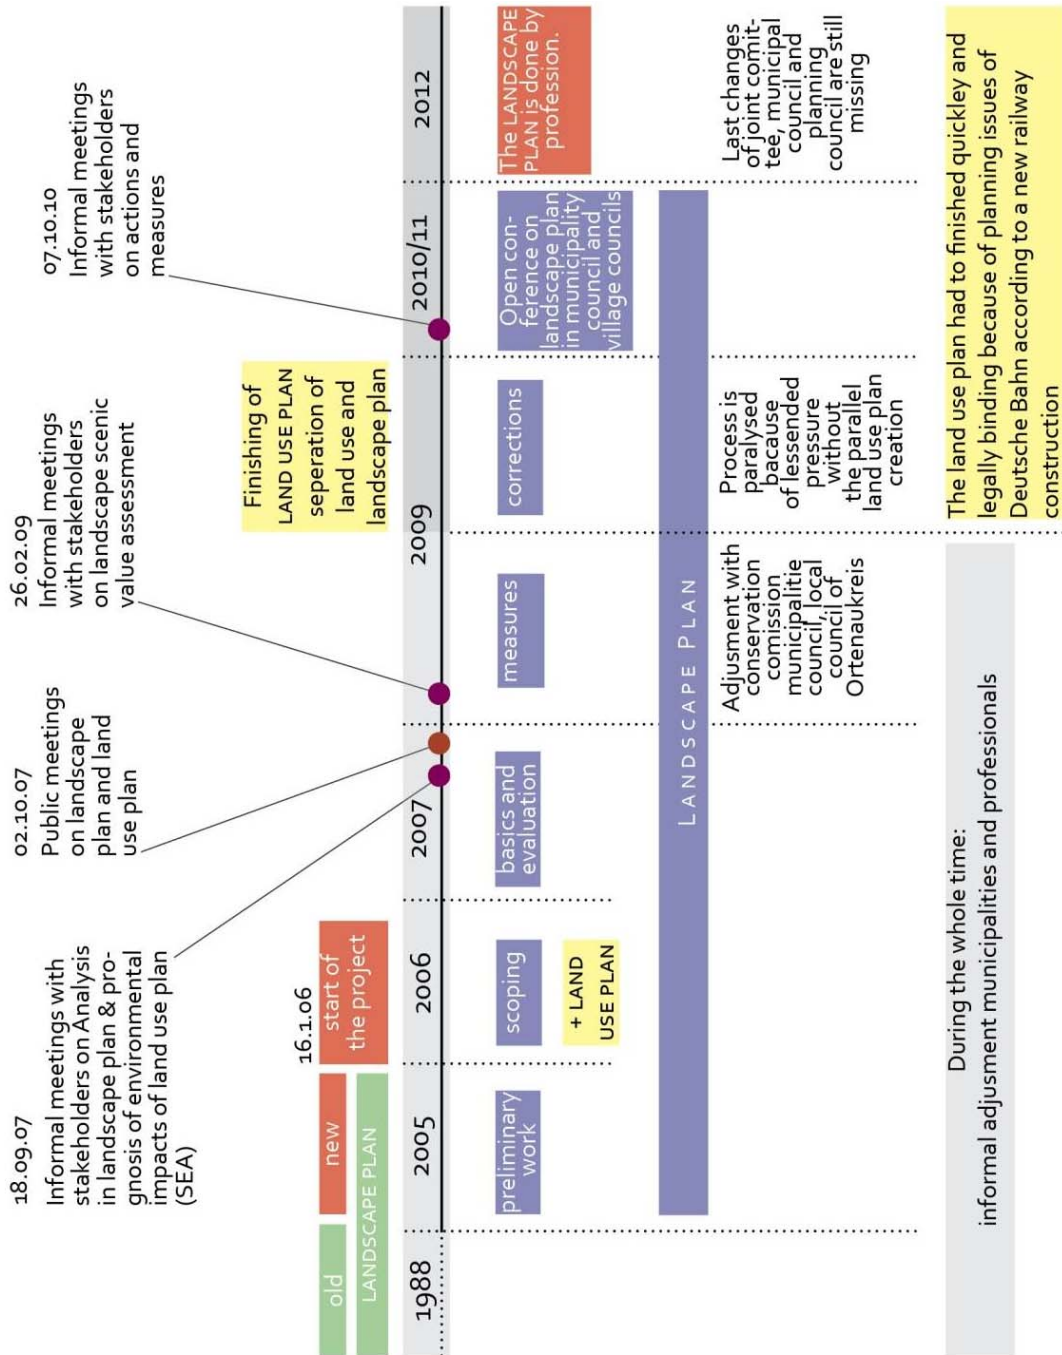 18.09.07
Informal meetings with
stakeholders on Analysis
in landscape plan & pro-
gnosis of environmental
impacts of land use plan
(SEA)
02.10.07
Public meetings
on landscape
plan and land
use plan
26.02.09
Informal meetings
with stakeholders
on landscape scenic
value assessment
07.10.10
Informal meetings
with stakeholders
on actions and
measures
old
new
LANDSCAPE PLAN
16.1.06
start of
the project
Finishing of
LAND USE PLAN
seperation of
land use and
landscape plan
1988
2005
2006
2007
2009
2010/11
2012
preliminary
work
scoping
+ LAND
USE PLAN
basics and
evaluation
measures
corrections
Open con-
ference on
landscape plan
in municipality
council and
village councils
The LANDSCAPE
PLAN is done by
profession.
LANDSCAPE PLAN
Adjusment with
conservation
comission
municipalitie
council, local
council of
Ortenaukreis
Process is
paralysed
bacause
of lessended
pressure
without
the parallel
land use plan
creation
Last changes
of joint comit-
tee, municipal
council and
planning
council are still
missing
During the whole time:
informal adjusment municipalities and professionals
The land use plan had to finished quickley and
legally binding because of planning issues of
Deutsche Bahn according to a new railway
construction